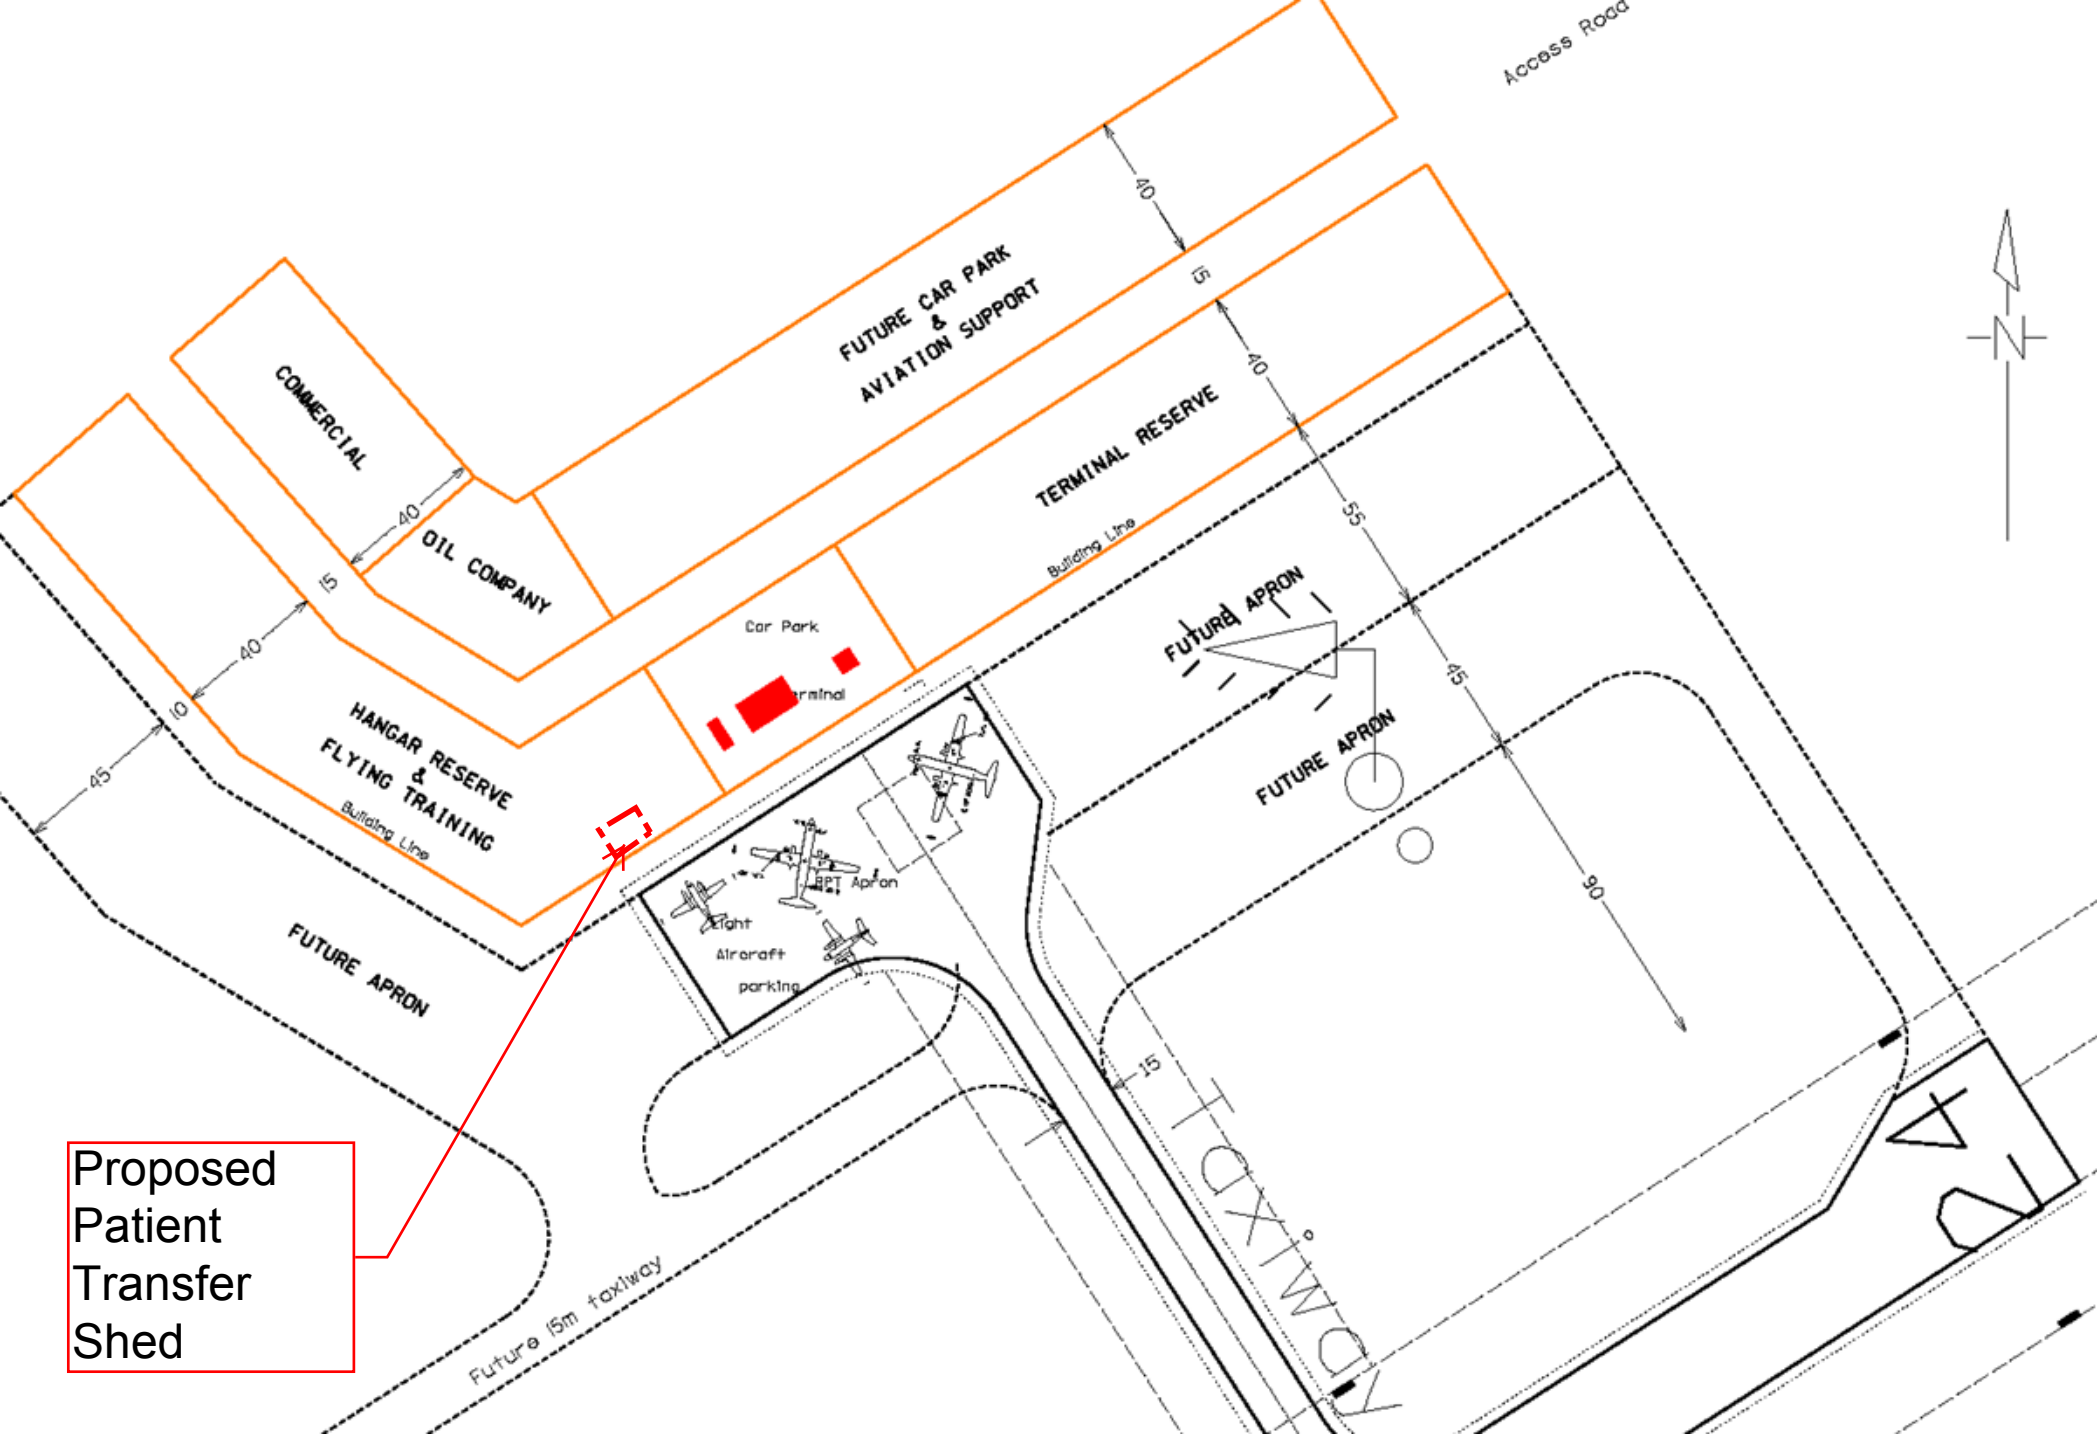 Access Road
40
15
FUTURE CAR PARK
&
AVIATION SUPPORT
40
N
COMMERCIAL
TERMINAL RESERVE
40
OIL COMPANY
55
Building Line
15
40
Car Park
FUTURE APRON
45
10
HANGAR RESERVE
&
FLYING TRAINING
Building Line
45
FUTURE APRON
RPT Apron
Light
Aircraft
parking
90
FUTURE APRON
15
Taxiway
Proposed
Patient
Transfer
Shed
Future 15m taxiway